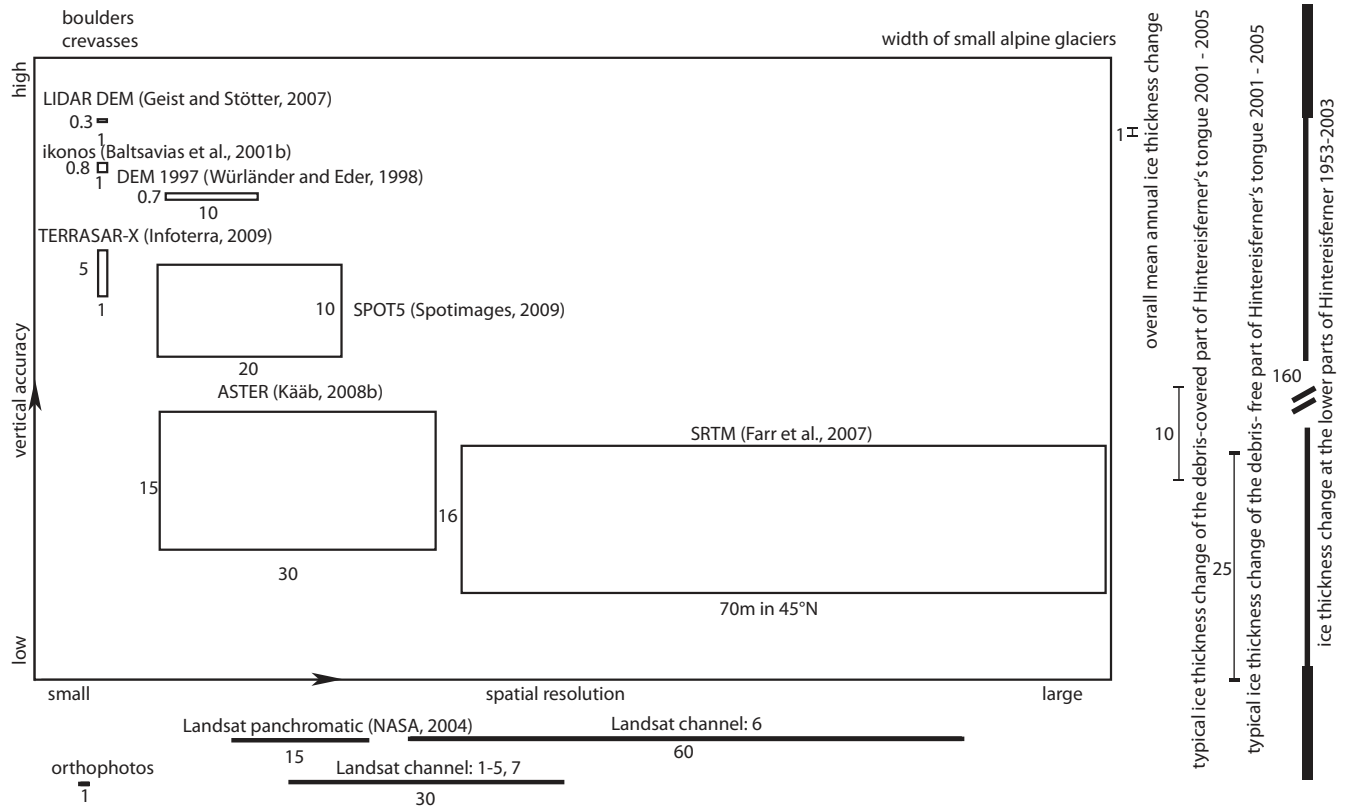 boulders
crevasses
width of small alpine glaciers
high
LIDAR DEM (Geist and Stötter, 2007)
0.3
1
ikonos (Baltsavias et al., 2001b)
0.8
1
DEM 1997 (Würländer and Eder, 1998)
0.7
10
TERRASAR-X (Infoterra, 2009)
5
1
10
SPOT5 (Spotimages, 2009)
20
vertical accuracy
ASTER (Kääb, 2008b)
15
30
SRTM (Farr et al., 2007)
16
70m in 45°N
low
small
spatial resolution
large
Landsat panchromatic (NASA, 2004)
15
Landsat channel: 6
60
orthophotos
1
Landsat channel: 1-5, 7
30
1
overall mean annual ice thickness change
10
typical ice thickness change of the debris-covered part of Hintereisferner's tongue 2001 - 2005
25
typical ice thickness change of the debris- free part of Hintereisferner's tongue 2001 - 2005
160
ice thickness change at the lower parts of Hintereisferner 1953-2003